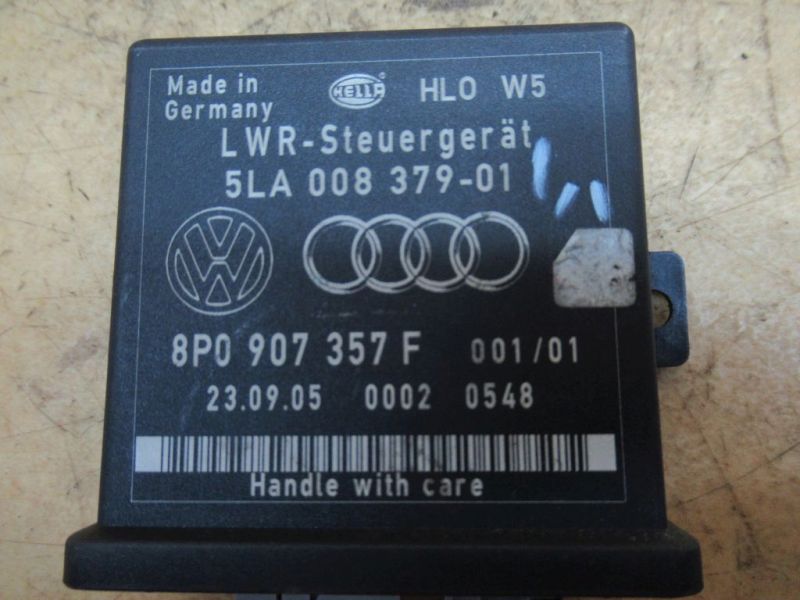 Made in
Germany
HELLA
®
HLO W5
LWR-Steuergerät
5LA 008 379-01
8P0 907 357 F 001/01
23.09.05 0002 0548
Handle with care